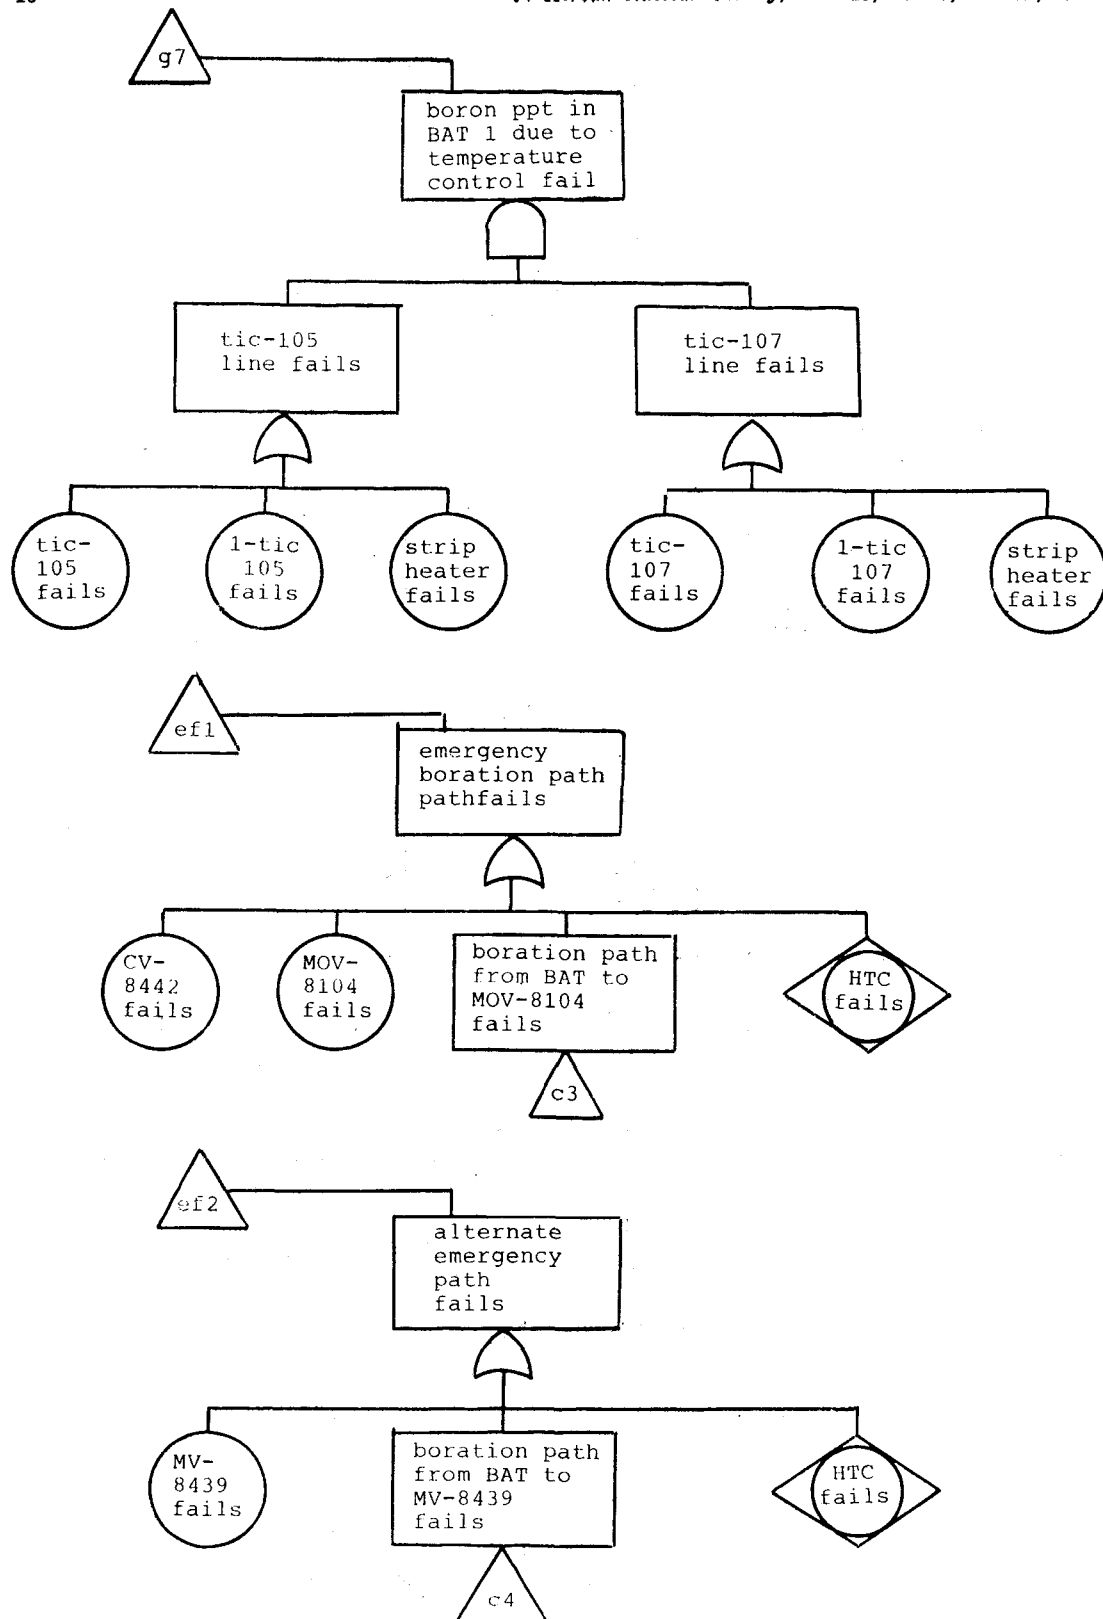 g7
boron ppt in
BAT 1 due to
temperature
control fail
tic-105
line fails
tic-107
line fails
tic-
105
fails
1-tic
105
fails
strip
heater
fails
tic-
107
fails
1-tic
107
fails
strip
heater
fails
ef1
emergency
boration path
pathfails
CV-
8442
fails
MOV-
8104
fails
boration path
from BAT to
MOV-8104
fails
HTC
fails
c3
ef2
alternate
emergency
path
fails
MV-
8439
fails
boration path
from BAT to
MV-8439
fails
HTC
fails
c4